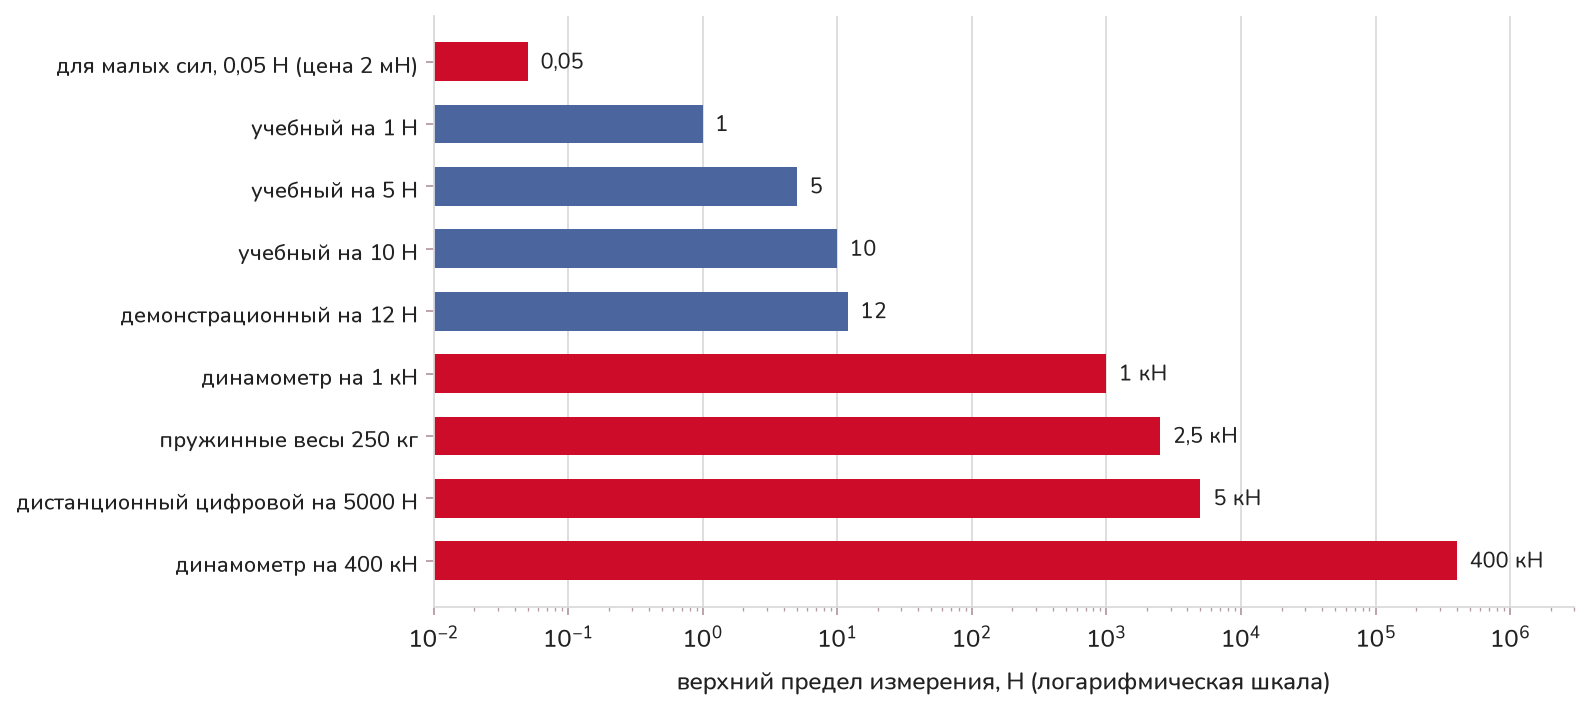 для малых сил, 0,05 Н (цена 2 мН) 0,05
учебный на 1 Н 1
учебный на 5 Н 5
учебный на 10 Н 10
демонстрационный на 12 Н 12
динамометр на 1 кН 1 кН
пружинные весы 250 кг 2,5 кН
дистанционный цифровой на 5000 Н 5 кН
динамометр на 400 кН 400 кН
10⁻² 10⁻¹ 10⁰ 10¹ 10² 10³ 10⁴ 10⁵ 10⁶
верхний предел измерения, Н (логарифмическая шкала)